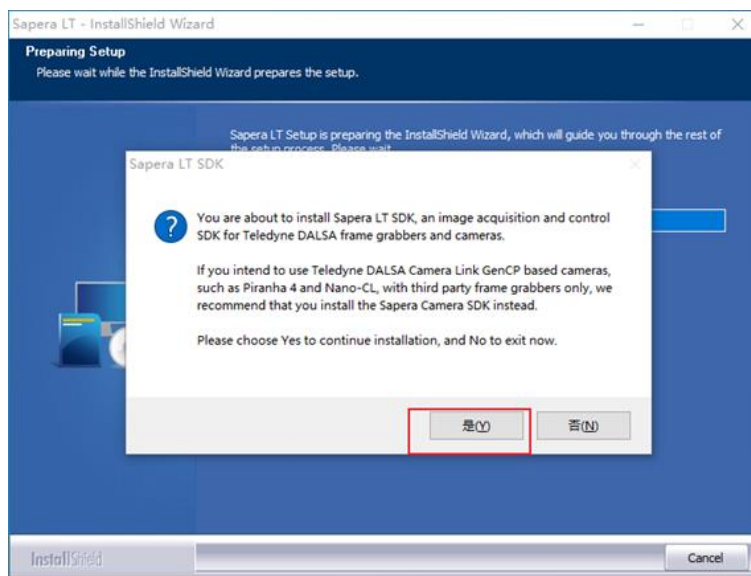 Sapera LT - InstallShield Wizard
Preparing Setup
Please wait while the InstallShield Wizard prepares the setup.
Sapera LT Setup is preparing the InstallShield Wizard, which will guide you through the rest of
the setup process. Please wait.
Sapera LT SDK
You are about to install Sapera LT SDK, an image acquisition and control
SDK for Teledyne DALSA frame grabbers and cameras.
If you intend to use Teledyne DALSA Camera Link GenCP based cameras,
such as Piranha 4 and Nano-CL, with third party frame grabbers only, we
recommend that you install the Sapera Camera SDK instead.
Please choose Yes to continue installation, and No to exit now.
是(Y)
否(N)
InstallShield
Cancel